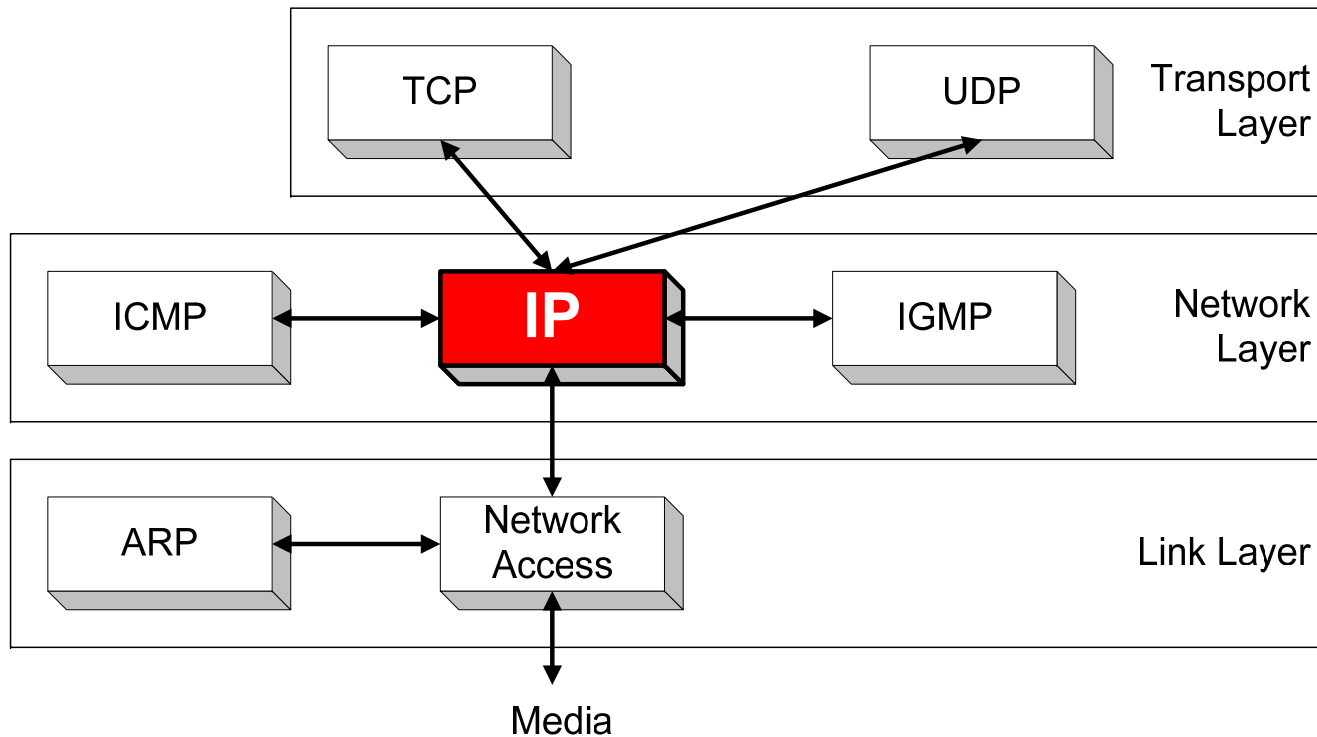 TCP
UDP
Transport
Layer
ICMP
IP
IGMP
Network
Layer
ARP
Network
Access
Link Layer
Media